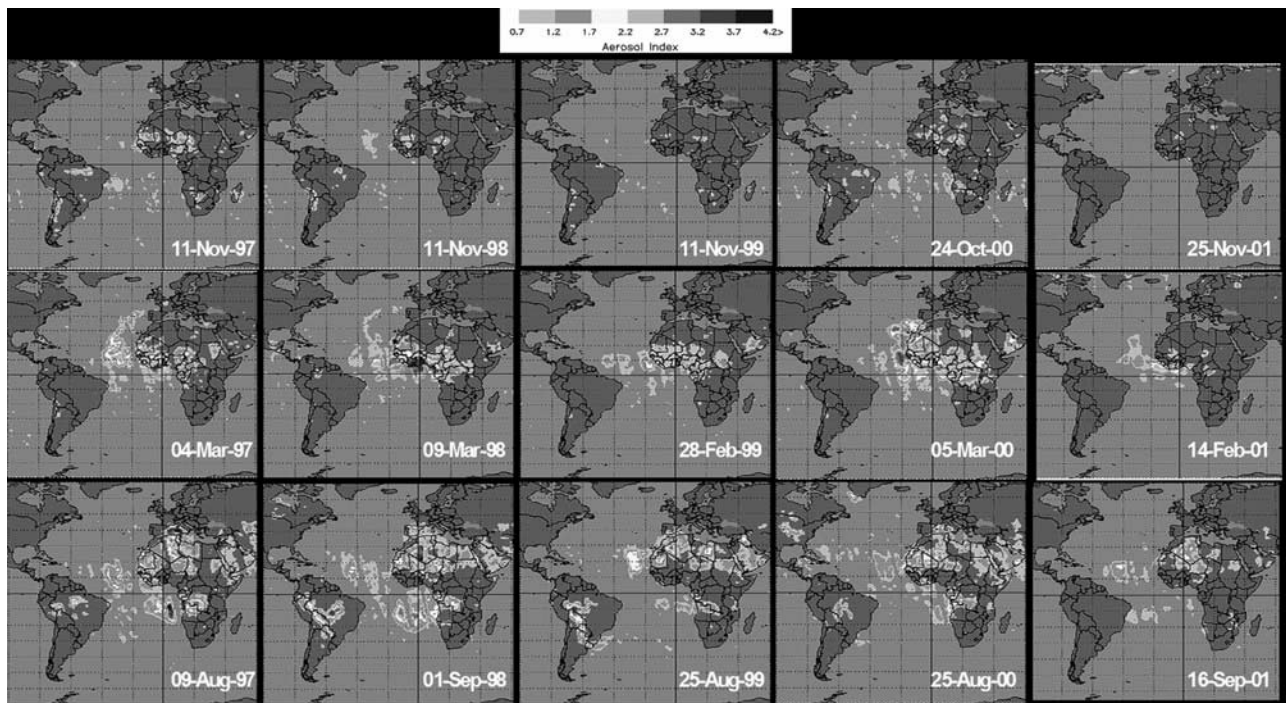 0.7 1.2 1.7 2.2 2.7 3.2 3.7 4.2>
Aerosol Index
11-Nov-97 11-Nov-98 11-Nov-99 24-Oct-00 25-Nov-01
04-Mar-97 09-Mar-98 28-Feb-99 05-Mar-00 14-Feb-01
09-Aug-97 01-Sep-98 25-Aug-99 25-Aug-00 16-Sep-01